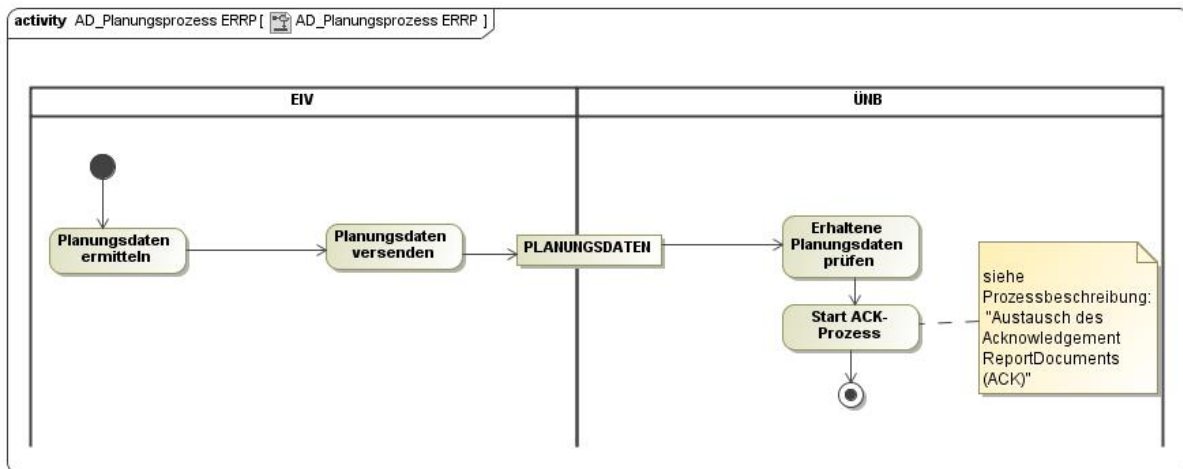 activity AD_Planungsprozess ERRP [ AD_Planungsprozess ERRP ]
EIV
ÜNB
Planungsdaten
ermitteln
Planungsdaten
versenden
PLANUNGSDATEN
Erhaltene
Planungsdaten
prüfen
Start ACK-
Prozess
siehe
Prozessbeschreibung:
"Austausch des
Acknowledgement
ReportDocuments
(ACK)"